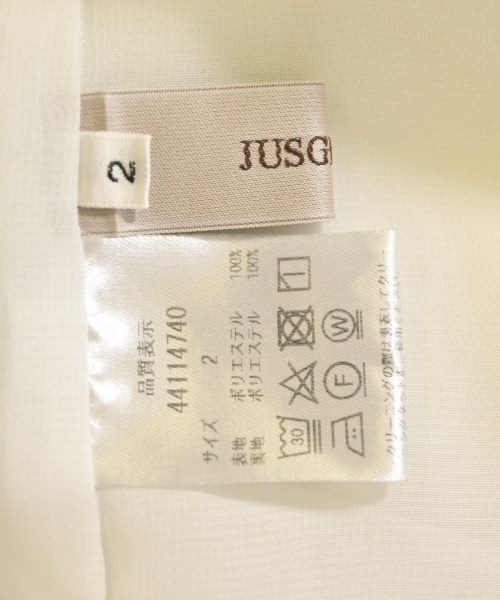 JUSG
2
品質表示
44114740
サイズ 2
表地 ポリエステル 100%
裏地 ポリエステル 100%
30
F
W